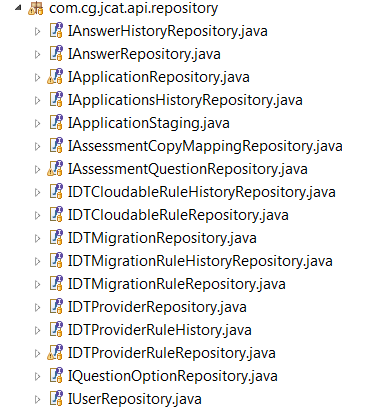 com.cg.jcat.api.repository
IAnswerHistoryRepository.java
IAnswerRepository.java
IApplicationRepository.java
IApplicationsHistoryRepository.java
IApplicationStaging.java
IAssessmentCopyMappingRepository.java
IAssessmentQuestionRepository.java
IDTCloudableRuleHistoryRepository.java
IDTCloudableRuleRepository.java
IDTMigrationRepository.java
IDTMigrationRuleHistoryRepository.java
IDTMigrationRuleRepository.java
IDTProviderRepository.java
IDTProviderRuleHistory.java
IDTProviderRuleRepository.java
IQuestionOptionRepository.java
IUserRepository.java